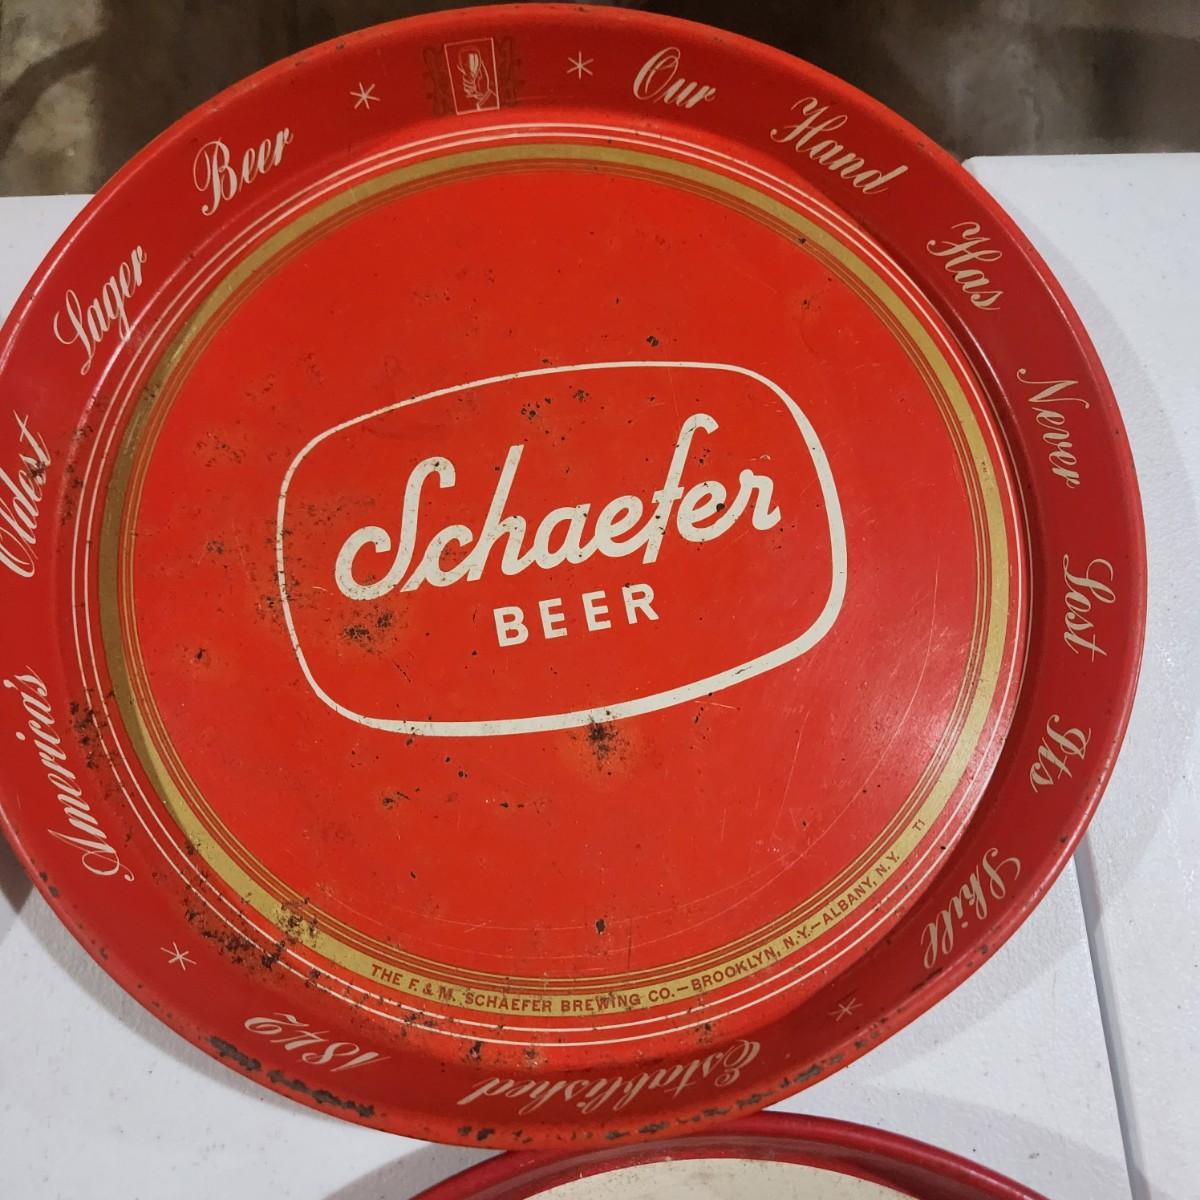 Schaefer
BEER
America's Oldest Lager Beer
Our Hand Has Never Lost Its Skill
Established 1842
THE F. & M. SCHAEFER BREWING CO.—BROOKLYN, N.Y.—ALBANY, N.Y. T1